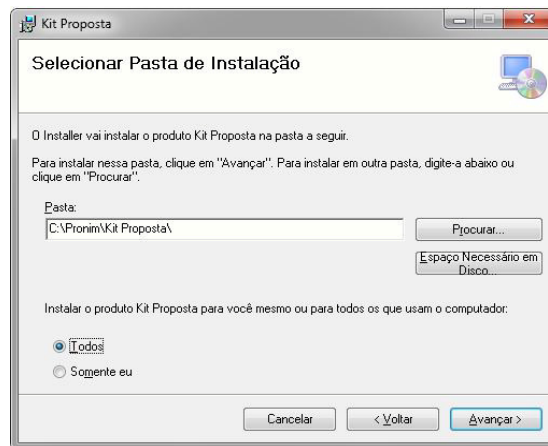 Kit Proposta
Selecionar Pasta de Instalação
O Installer vai instalar o produto Kit Proposta na pasta a seguir.
Para instalar nessa pasta, clique em "Avançar". Para instalar em outra pasta, digite-a abaixo ou
clique em "Procurar".
Pasta:
C:\Pronim\Kit Proposta\
Procurar...
Espaço Necessário em
Disco...
Instalar o produto Kit Proposta para você mesmo ou para todos os que usam o computador:
Todos
Somente eu
Cancelar
< Voltar
Avançar >